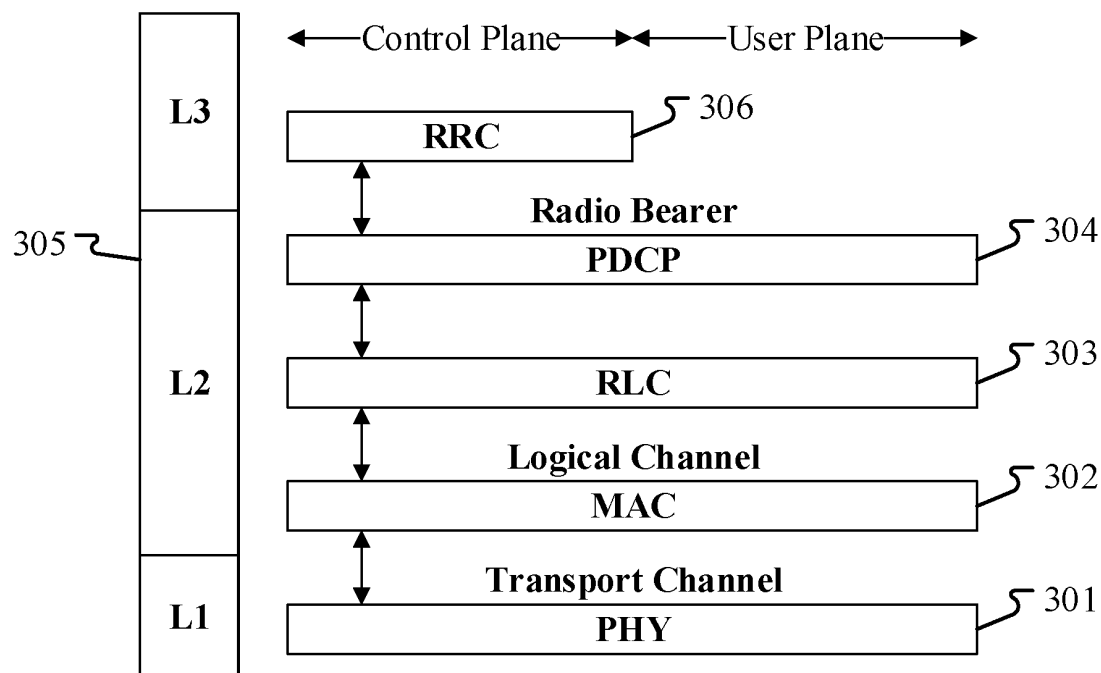 Control Plane User Plane
L3
306
RRC
Radio Bearer
305
304
PDCP
L2
303
RLC
Logical Channel
302
MAC
Transport Channel
301
L1
PHY